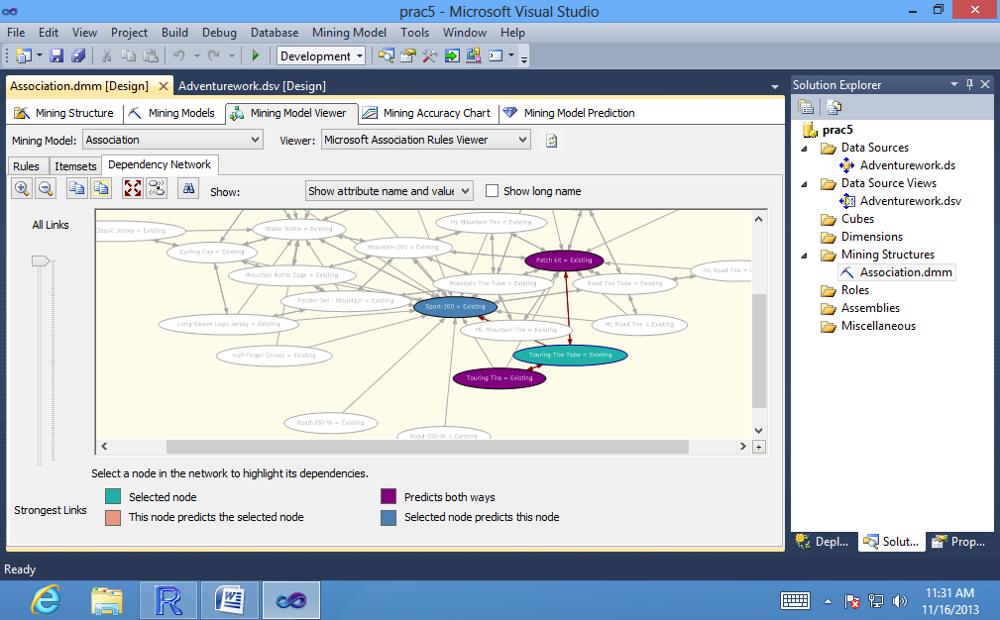 prac5 - Microsoft Visual Studio
File Edit View Project Build Debug Database Mining Model Tools Window Help
Development
Association.dmm [Design] Adventurework.dsv [Design]
Mining Structure Mining Models Mining Model Viewer Mining Accuracy Chart Mining Model Prediction
Mining Model: Association Viewer: Microsoft Association Rules Viewer
Rules Itemsets Dependency Network
Show: Show attribute name and value Show long name
All Links
HL Mountain Tire = Existing
Classic Jersey = Existing
Water Bottle = Existing
Cycling Cap = Existing
Mountain-200 = Existing
Patch kit = Existing
HL Road Tire = E
Mountain Bottle Cage = Existing
Mountain Tire Tube = Existing
Road Tire Tube = Existing
Fender Set - Mountain = Existing
Sport-100 = Existing
Long-Sleeve Logo Jersey = Existing
ML Mountain Tire = Existing
ML Road Tire = Existing
Half-Finger Gloves = Existing
Touring Tire Tube = Existing
Touring Tire = Existing
Road-350-W = Existing
Road-550-W = Existing
Select a node in the network to highlight its dependencies.
Selected node
Predicts both ways
Strongest Links
This node predicts the selected node
Selected node predicts this node
Solution Explorer
prac5
Data Sources
Adventurework.ds
Data Source Views
Adventurework.dsv
Cubes
Dimensions
Mining Structures
Association.dmm
Roles
Assemblies
Miscellaneous
Depl... Solut... Prop...
Ready
11:31 AM
11/16/2013